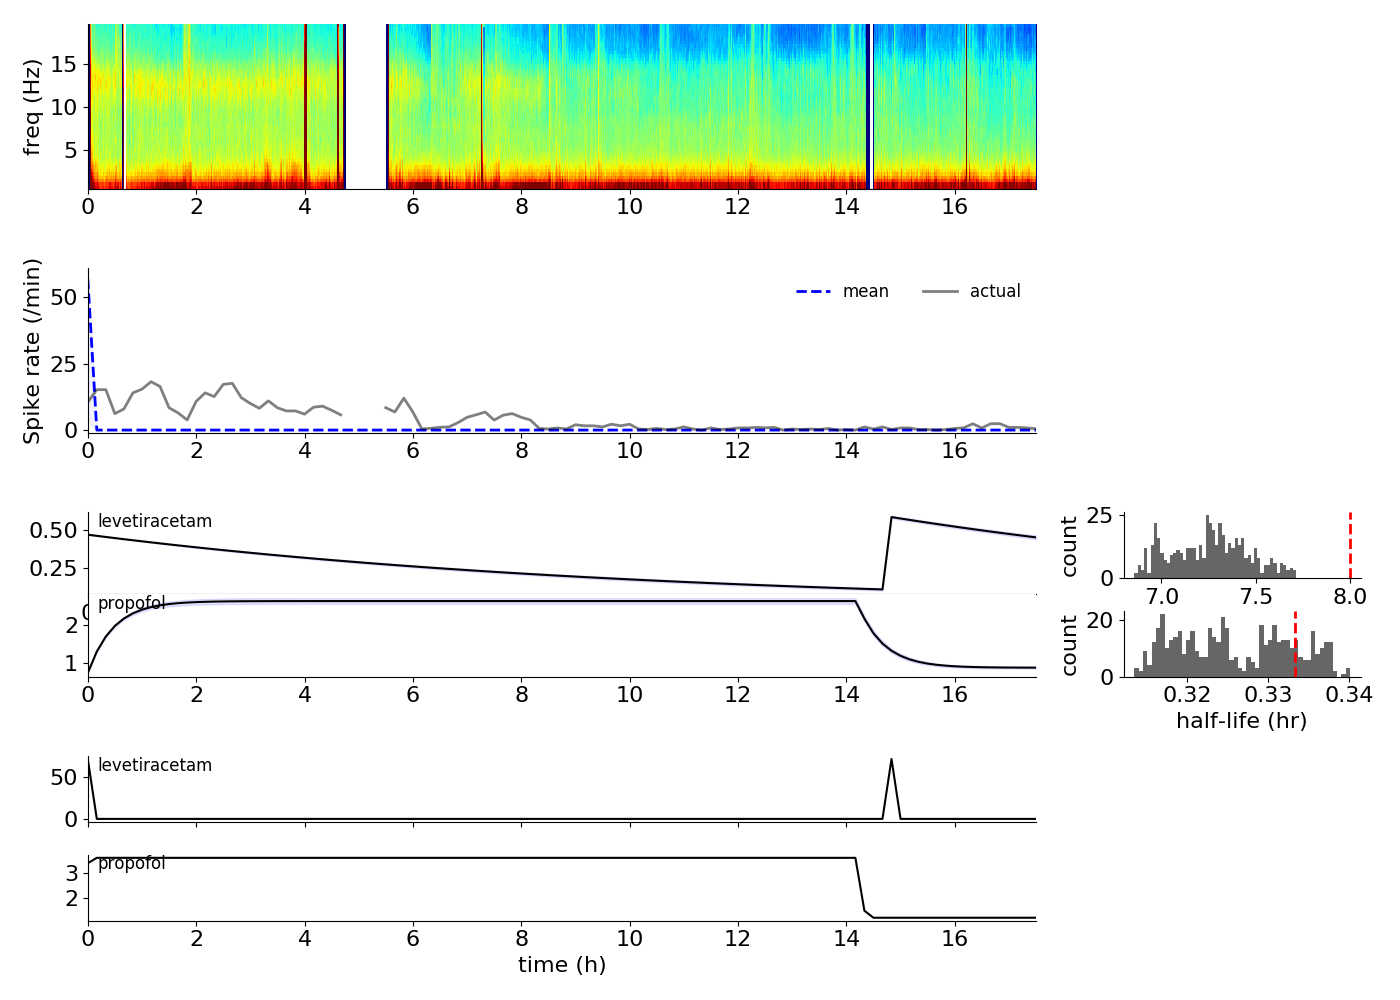 freq (Hz)
15
10
5
0 2 4 6 8 10 12 14 16
Spike rate (/min)
50
25
0
mean actual
0 2 4 6 8 10 12 14 16
levetiracetam
0.50
0.25
0
propofol
2
1
0 2 4 6 8 10 12 14 16
count
25
0
7.0 7.5 8.0
count
20
0
0.32 0.33 0.34
half-life (hr)
levetiracetam
50
0
propofol
3
2
0 2 4 6 8 10 12 14 16
time (h)